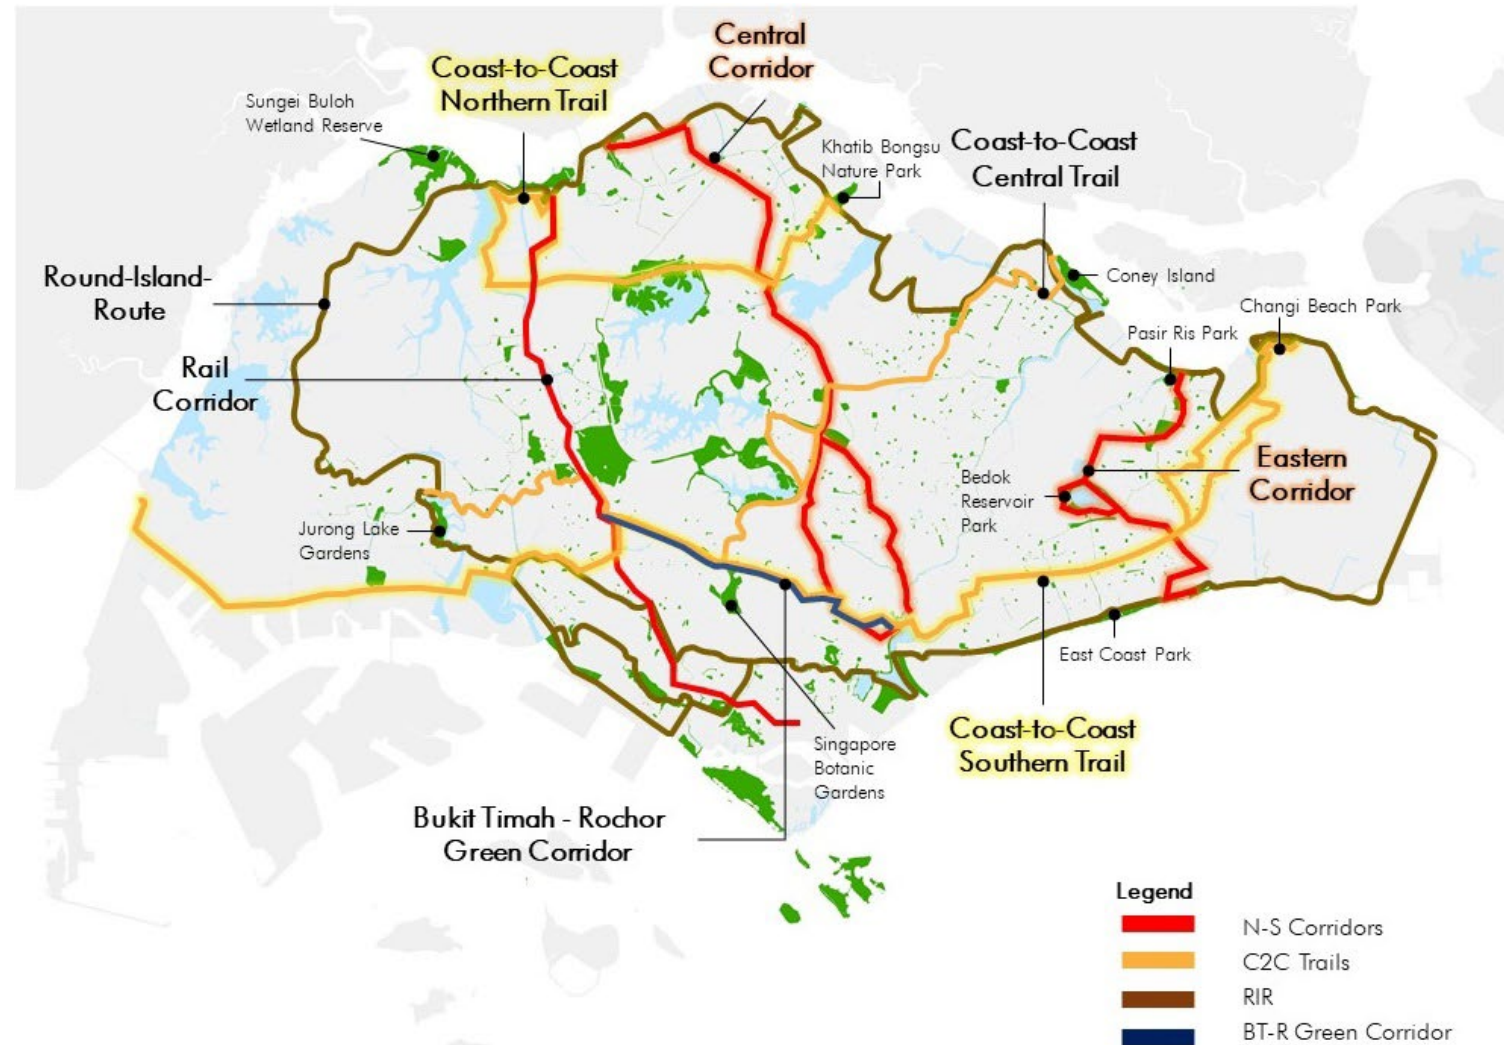 Central
Corridor
Coast-to-Coast
Northern Trail
Sungei Buloh
Wetland Reserve
Khatib Bongsu
Nature Park
Coast-to-Coast
Central Trail
Round-Island-
Route
Coney Island
Changi Beach Park
Pasir Ris Park
Rail
Corridor
Eastern
Corridor
Bedok
Reservoir
Park
Jurong Lake
Gardens
East Coast Park
Coast-to-Coast
Southern Trail
Singapore
Botanic
Gardens
Bukit Timah - Rochor
Green Corridor
Legend
N-S Corridors
C2C Trails
RIR
BT-R Green Corridor